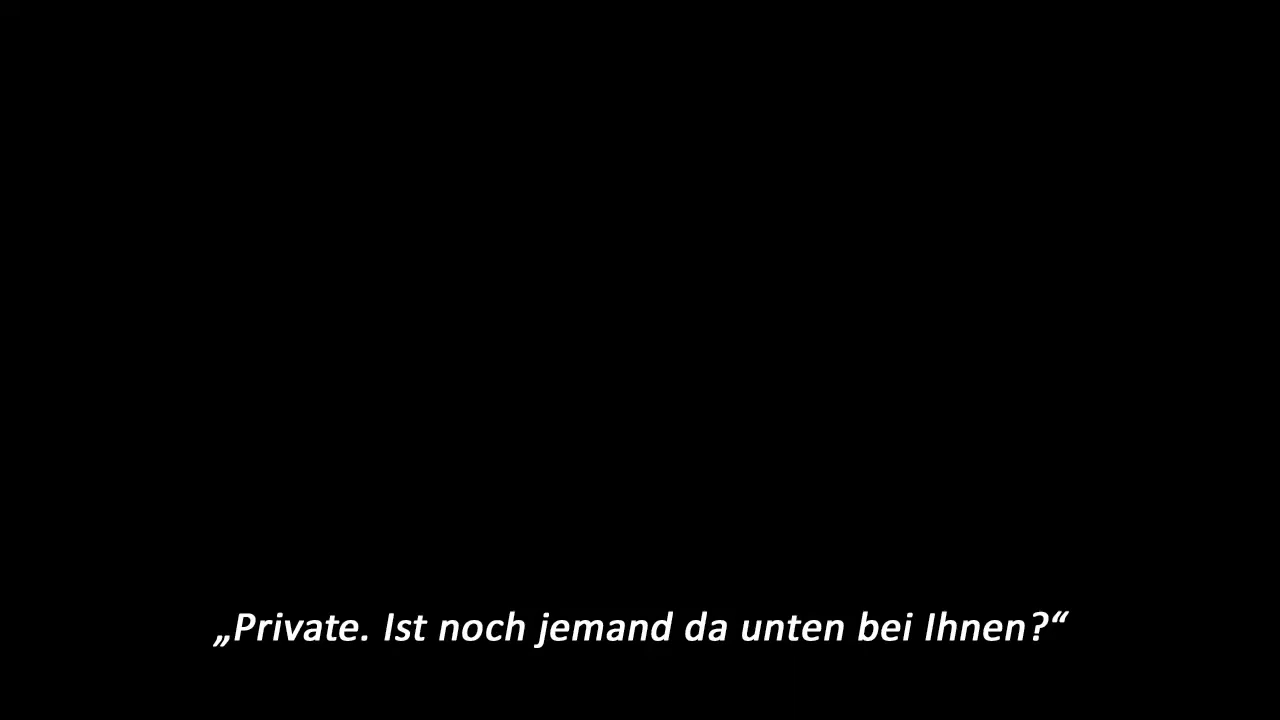 „Private. Ist noch jemand da unten bei Ihnen?“